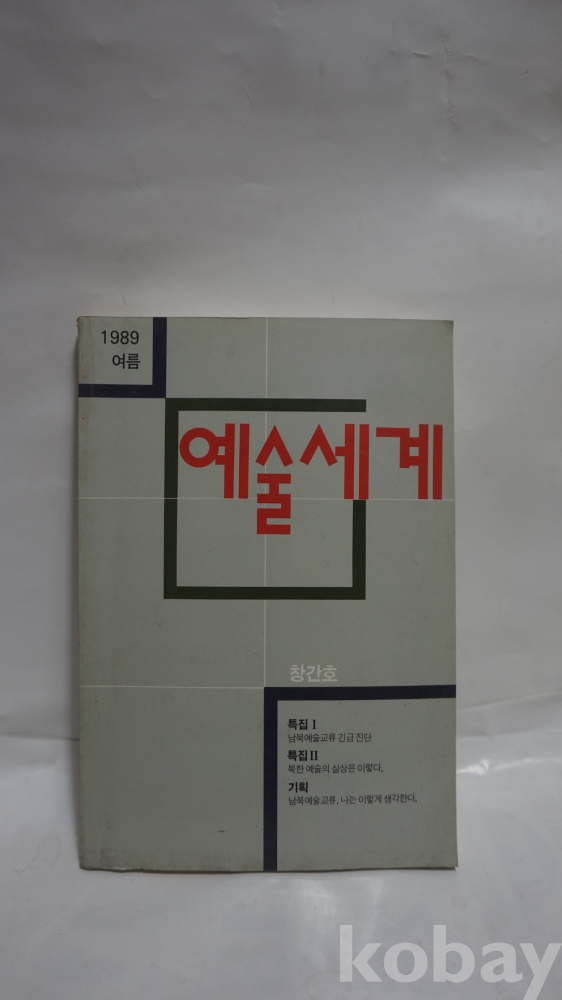 1989
여름
예술세계
창간호
특집 I
남북예술교류 긴급 진단
특집 II
북한 예술의 실상은 이렇다.
기획
남북예술교류, 나는 이렇게 생각한다.
kobay